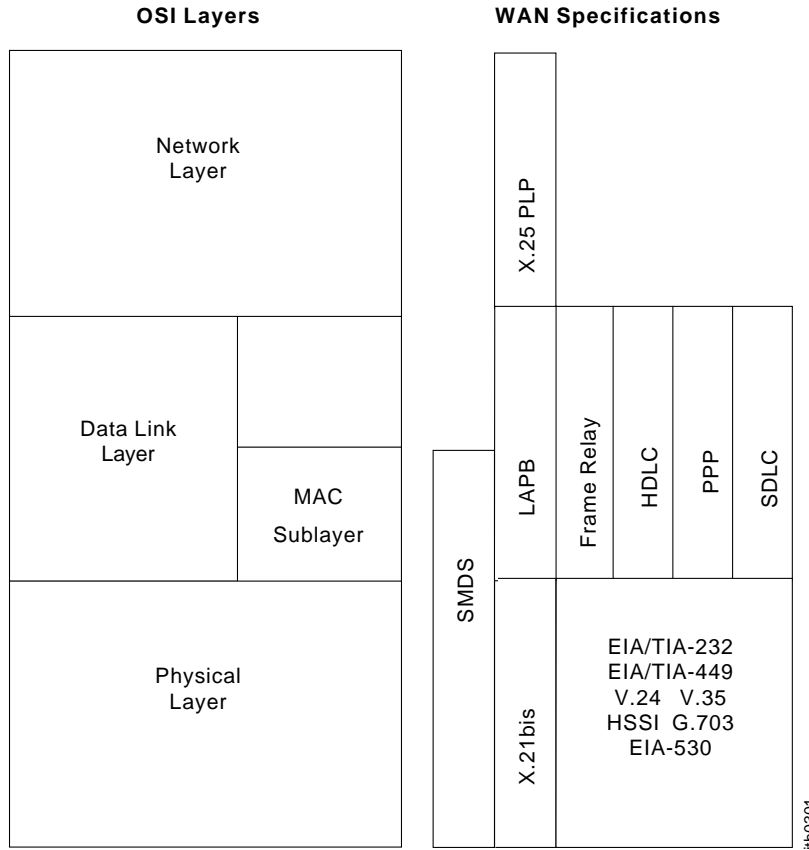 OSI Layers
WAN Specifications
Network
Layer
Data Link
Layer
MAC
Sublayer
Physical
Layer
X.25 PLP
LAPB
Frame Relay
HDLC
PPP
SDLC
SMDS
X.21bis
EIA/TIA-232
EIA/TIA-449
V.24 V.35
HSSI G.703
EIA-530